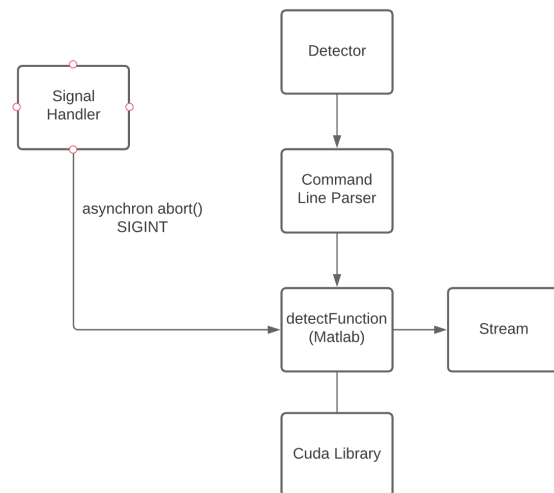 Detector
Signal
Handler
Command
Line Parser
asynchron abort()
SIGINT
detectFunction
(Matlab)
Stream
Cuda Library